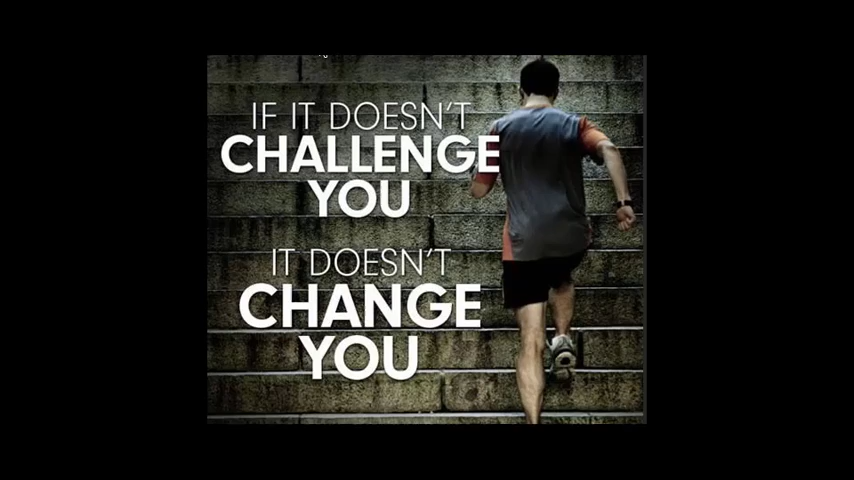 IF IT DOESN'T
CHALLENGE
YOU
IT DOESN'T
CHANGE
YOU